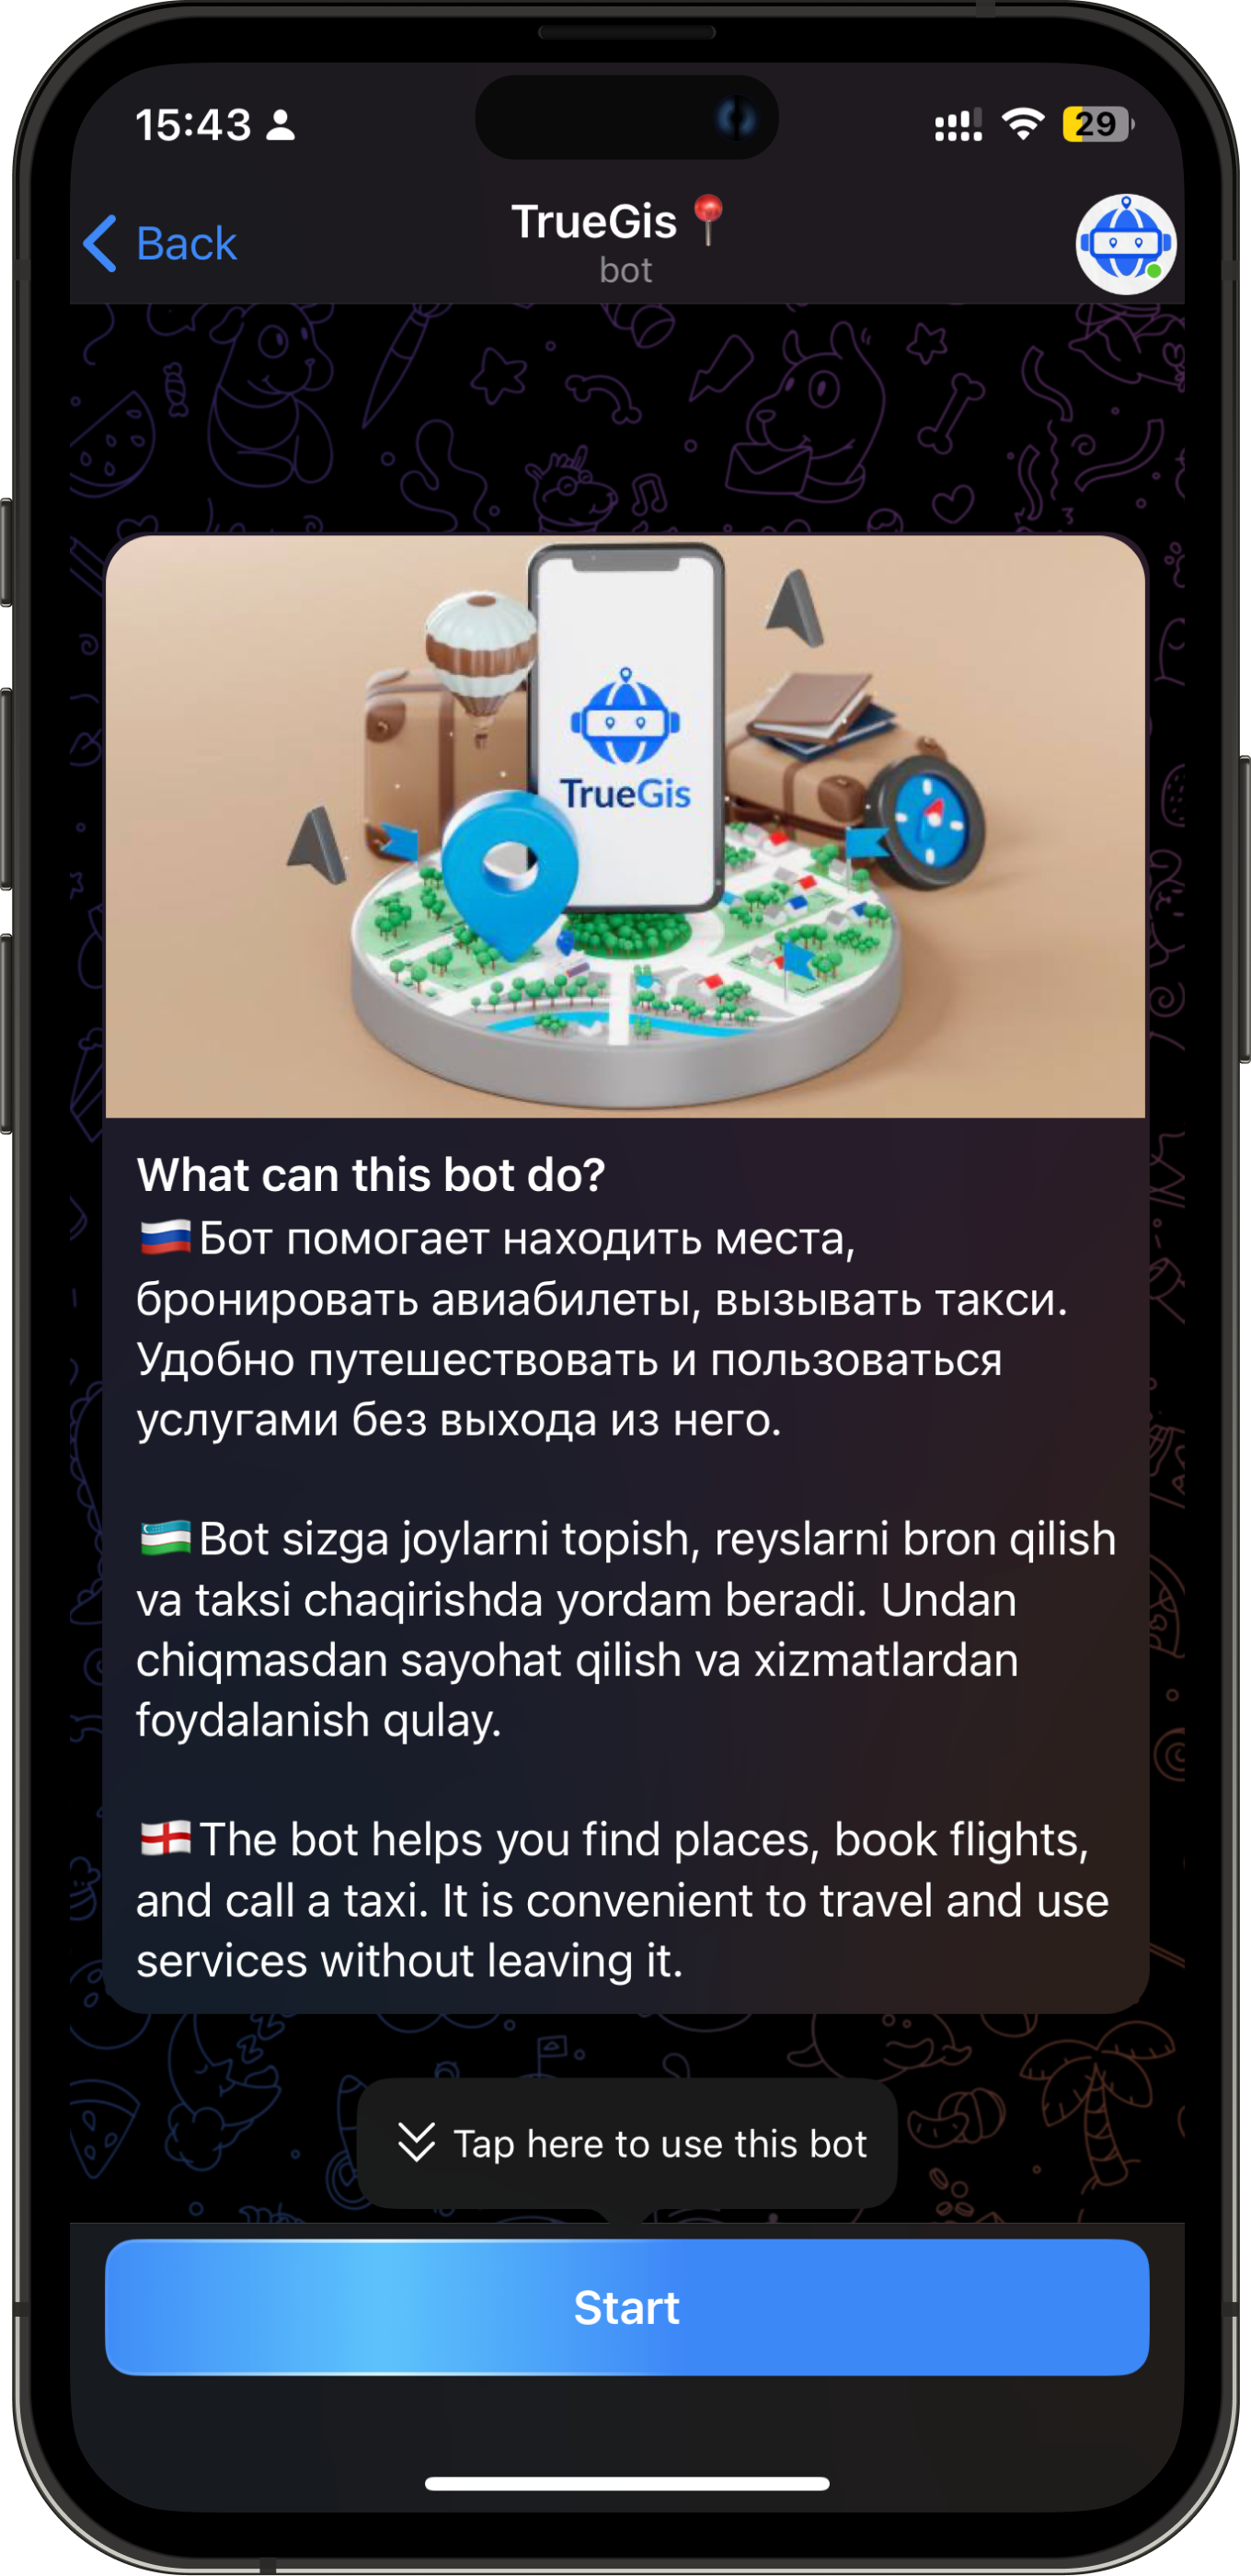 15:43
29
Back
TrueGis📍
bot
TrueGis
What can this bot do?
🇷🇺Бот помогает находить места,
бронировать авиабилеты, вызывать такси.
Удобно путешествовать и пользоваться
услугами без выхода из него.
🇺🇿Bot sizga joylarni topish, reyslarni bron qilish
va taksi chaqirishda yordam beradi. Undan
chiqmasdan sayohat qilish va xizmatlardan
foydalanish qulay.
🏴󠁧󠁢󠁥󠁮󠁧󠁿The bot helps you find places, book flights,
and call a taxi. It is convenient to travel and use
services without leaving it.
Tap here to use this bot
Start